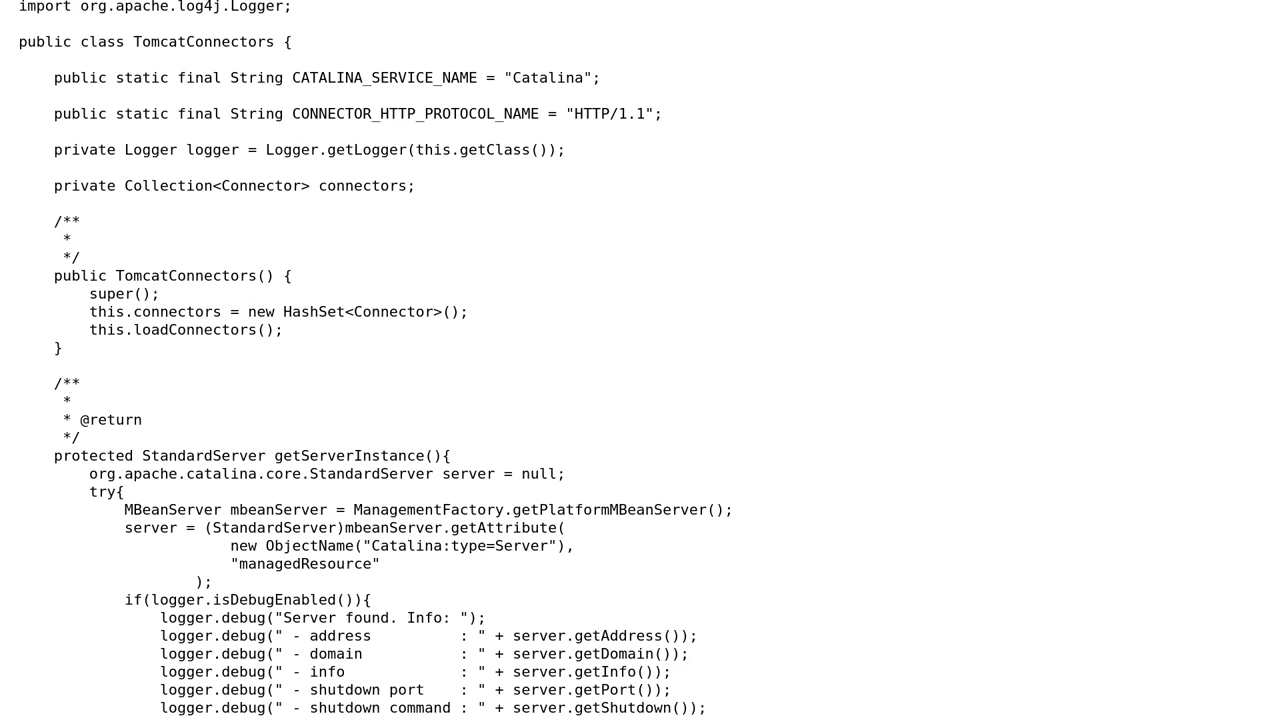 import org.apache.log4j.Logger;

public class TomcatConnectors {

    public static final String CATALINA_SERVICE_NAME = "Catalina";

    public static final String CONNECTOR_HTTP_PROTOCOL_NAME = "HTTP/1.1";

    private Logger logger = Logger.getLogger(this.getClass());

    private Collection<Connector> connectors;

    /**
     *
     */
    public TomcatConnectors() {
        super();
        this.connectors = new HashSet<Connector>();
        this.loadConnectors();
    }

    /**
     *
     * @return
     */
    protected StandardServer getServerInstance(){
        org.apache.catalina.core.StandardServer server = null;
        try{
            MBeanServer mbeanServer = ManagementFactory.getPlatformMBeanServer();
            server = (StandardServer)mbeanServer.getAttribute(
                        new ObjectName("Catalina:type=Server"),
                        "managedResource"
                    );
            if(logger.isDebugEnabled()){
                logger.debug("Server found. Info: ");
                logger.debug(" - address          : " + server.getAddress());
                logger.debug(" - domain           : " + server.getDomain());
                logger.debug(" - info             : " + server.getInfo());
                logger.debug(" - shutdown port    : " + server.getPort());
                logger.debug(" - shutdown command : " + server.getShutdown());